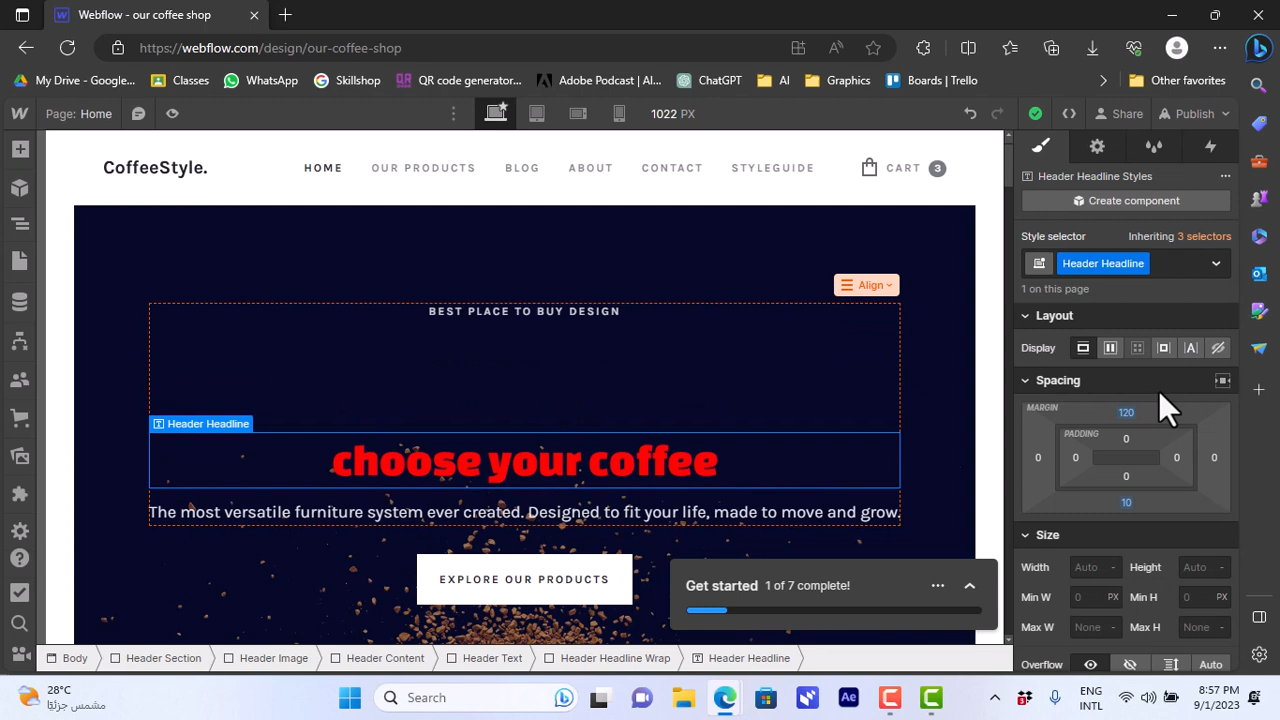 Webflow - our coffee shop
https://webflow.com/design/our-coffee-shop
My Drive - Google... Classes WhatsApp Skillshop QR code generator... Adobe Podcast | AI... ChatGPT AI Graphics Boards | Trello Other favorites
Page: Home 1022 PX Share Publish
CoffeeStyle. HOME OUR PRODUCTS BLOG ABOUT CONTACT STYLEGUIDE CART 3
Align
BEST PLACE TO BUY DESIGN
Header Headline
choose your coffee
The most versatile furniture system ever created. Designed to fit your life, made to move and grow.
EXPLORE OUR PRODUCTS
Get started 1 of 7 complete!
Header Headline Styles
Create component
Style selector Inheriting 3 selectors
Header Headline
1 on this page
Layout
Display
Spacing
MARGIN 120
PADDING 0
0 0 0 0
0
10
Size
Width Auto - Height Auto -
Min W 0 PX Min H 0 PX
Max W None - Max H None -
Overflow Auto
Body Header Section Header Image Header Content Header Text Header Headline Wrap Header Headline
28°C
مشمس جزئيًا
Search
ENG
INTL
8:57 PM
9/1/2023